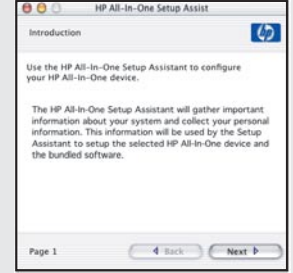 HP All-In-One Setup Assist
Introduction
hp
Use the HP All-In-One Setup Assistant to configure
your HP All-In-One device.
The HP All-In-One Setup Assistant will gather important
information about your system and collect your personal
information. This information will be used by the Setup
Assistant to setup the selected HP All-In-One device and
the bundled software.
Page 1
Back
Next